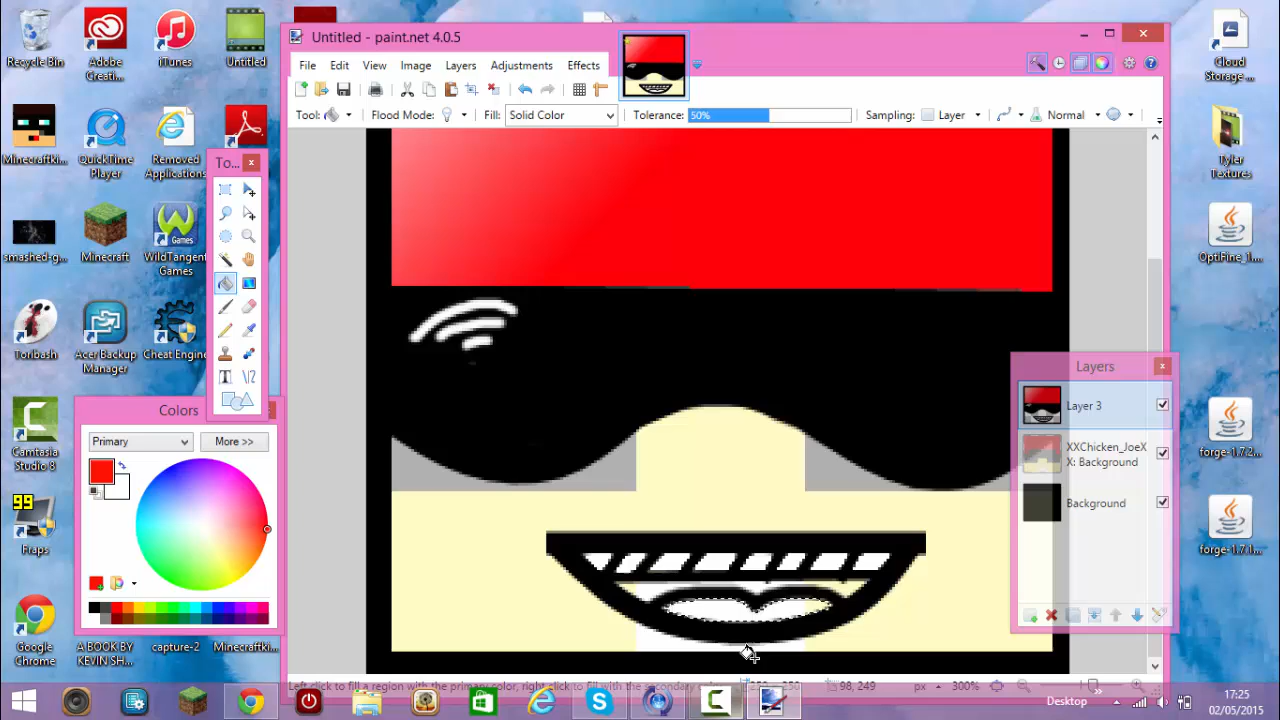 Untitled - paint.net 4.0.5
File Edit View Image Layers Adjustments Effects
Tool: Flood Mode: Fill: Solid Color Tolerance: 50% Sampling: Layer Normal
Recycle Bin
Adobe Creati...
iTunes
Untitled
Minecraftki...
QuickTime Player
Removed Applications
To...
smashed-g...
Minecraft
WildTangent Games
GAMES
Toribash
Acer Backup Manager
Cheat Engine
Camtasia Studio 8
Colors
Primary
More >>
99
Fraps
Google Chrome
A BOOK BY KEVIN SH...
capture-2
Minecraftki...
Cloud Storage ...
Tyler Textures
OptiFine_1....
forge-1.7.2...
forge-1.7.1...
Layers
Layer 3
XXChicken_JoeX
X: Background
Background
Left click to fill a region with the primary color, right click to fill with the secondary
98, 249
px
300%
Desktop
17:25
02/05/2015